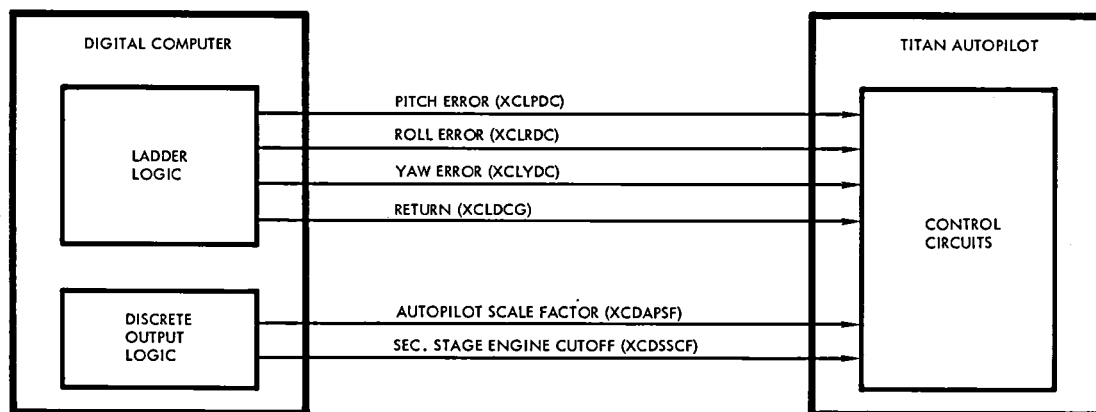 DIGITAL COMPUTER
TITAN AUTOPILOT
PITCH ERROR (XCLPDC)
ROLL ERROR (XCLRDC)
LADDER
LOGIC
YAW ERROR (XCLYDC)
RETURN (XCLDCG)
CONTROL
CIRCUITS
AUTOPILOT SCALE FACTOR (XCDAPSF)
DISCRETE
OUTPUT
LOGIC
SEC. STAGE ENGINE CUTOFF (XCDSSCF)